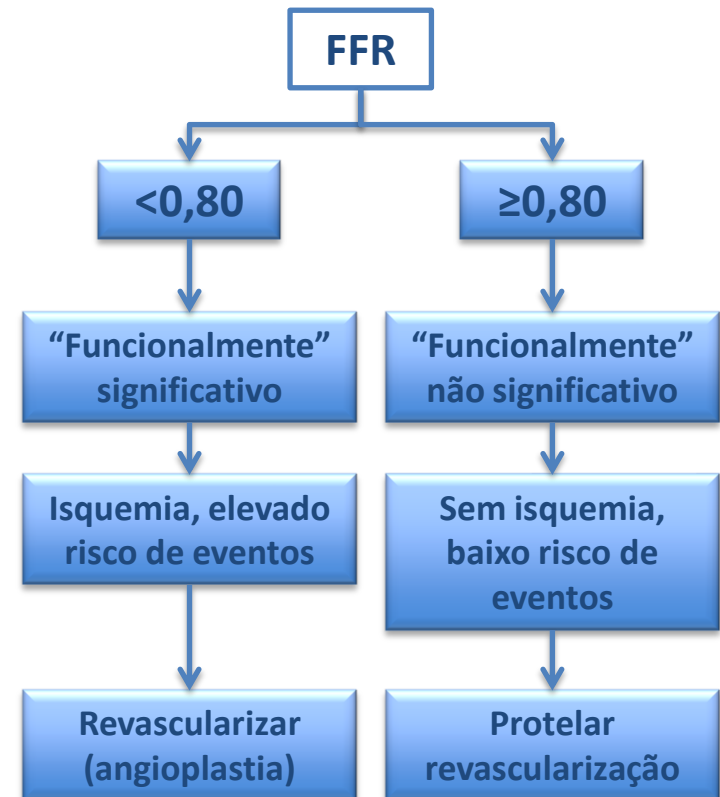 FFR
<0,80
≥0,80
“Funcionalmente”
significativo
“Funcionalmente”
não significativo
Isquemia, elevado
risco de eventos
Sem isquemia,
baixo risco de
eventos
Revascularizar
(angioplastia)
Protelar
revascularização